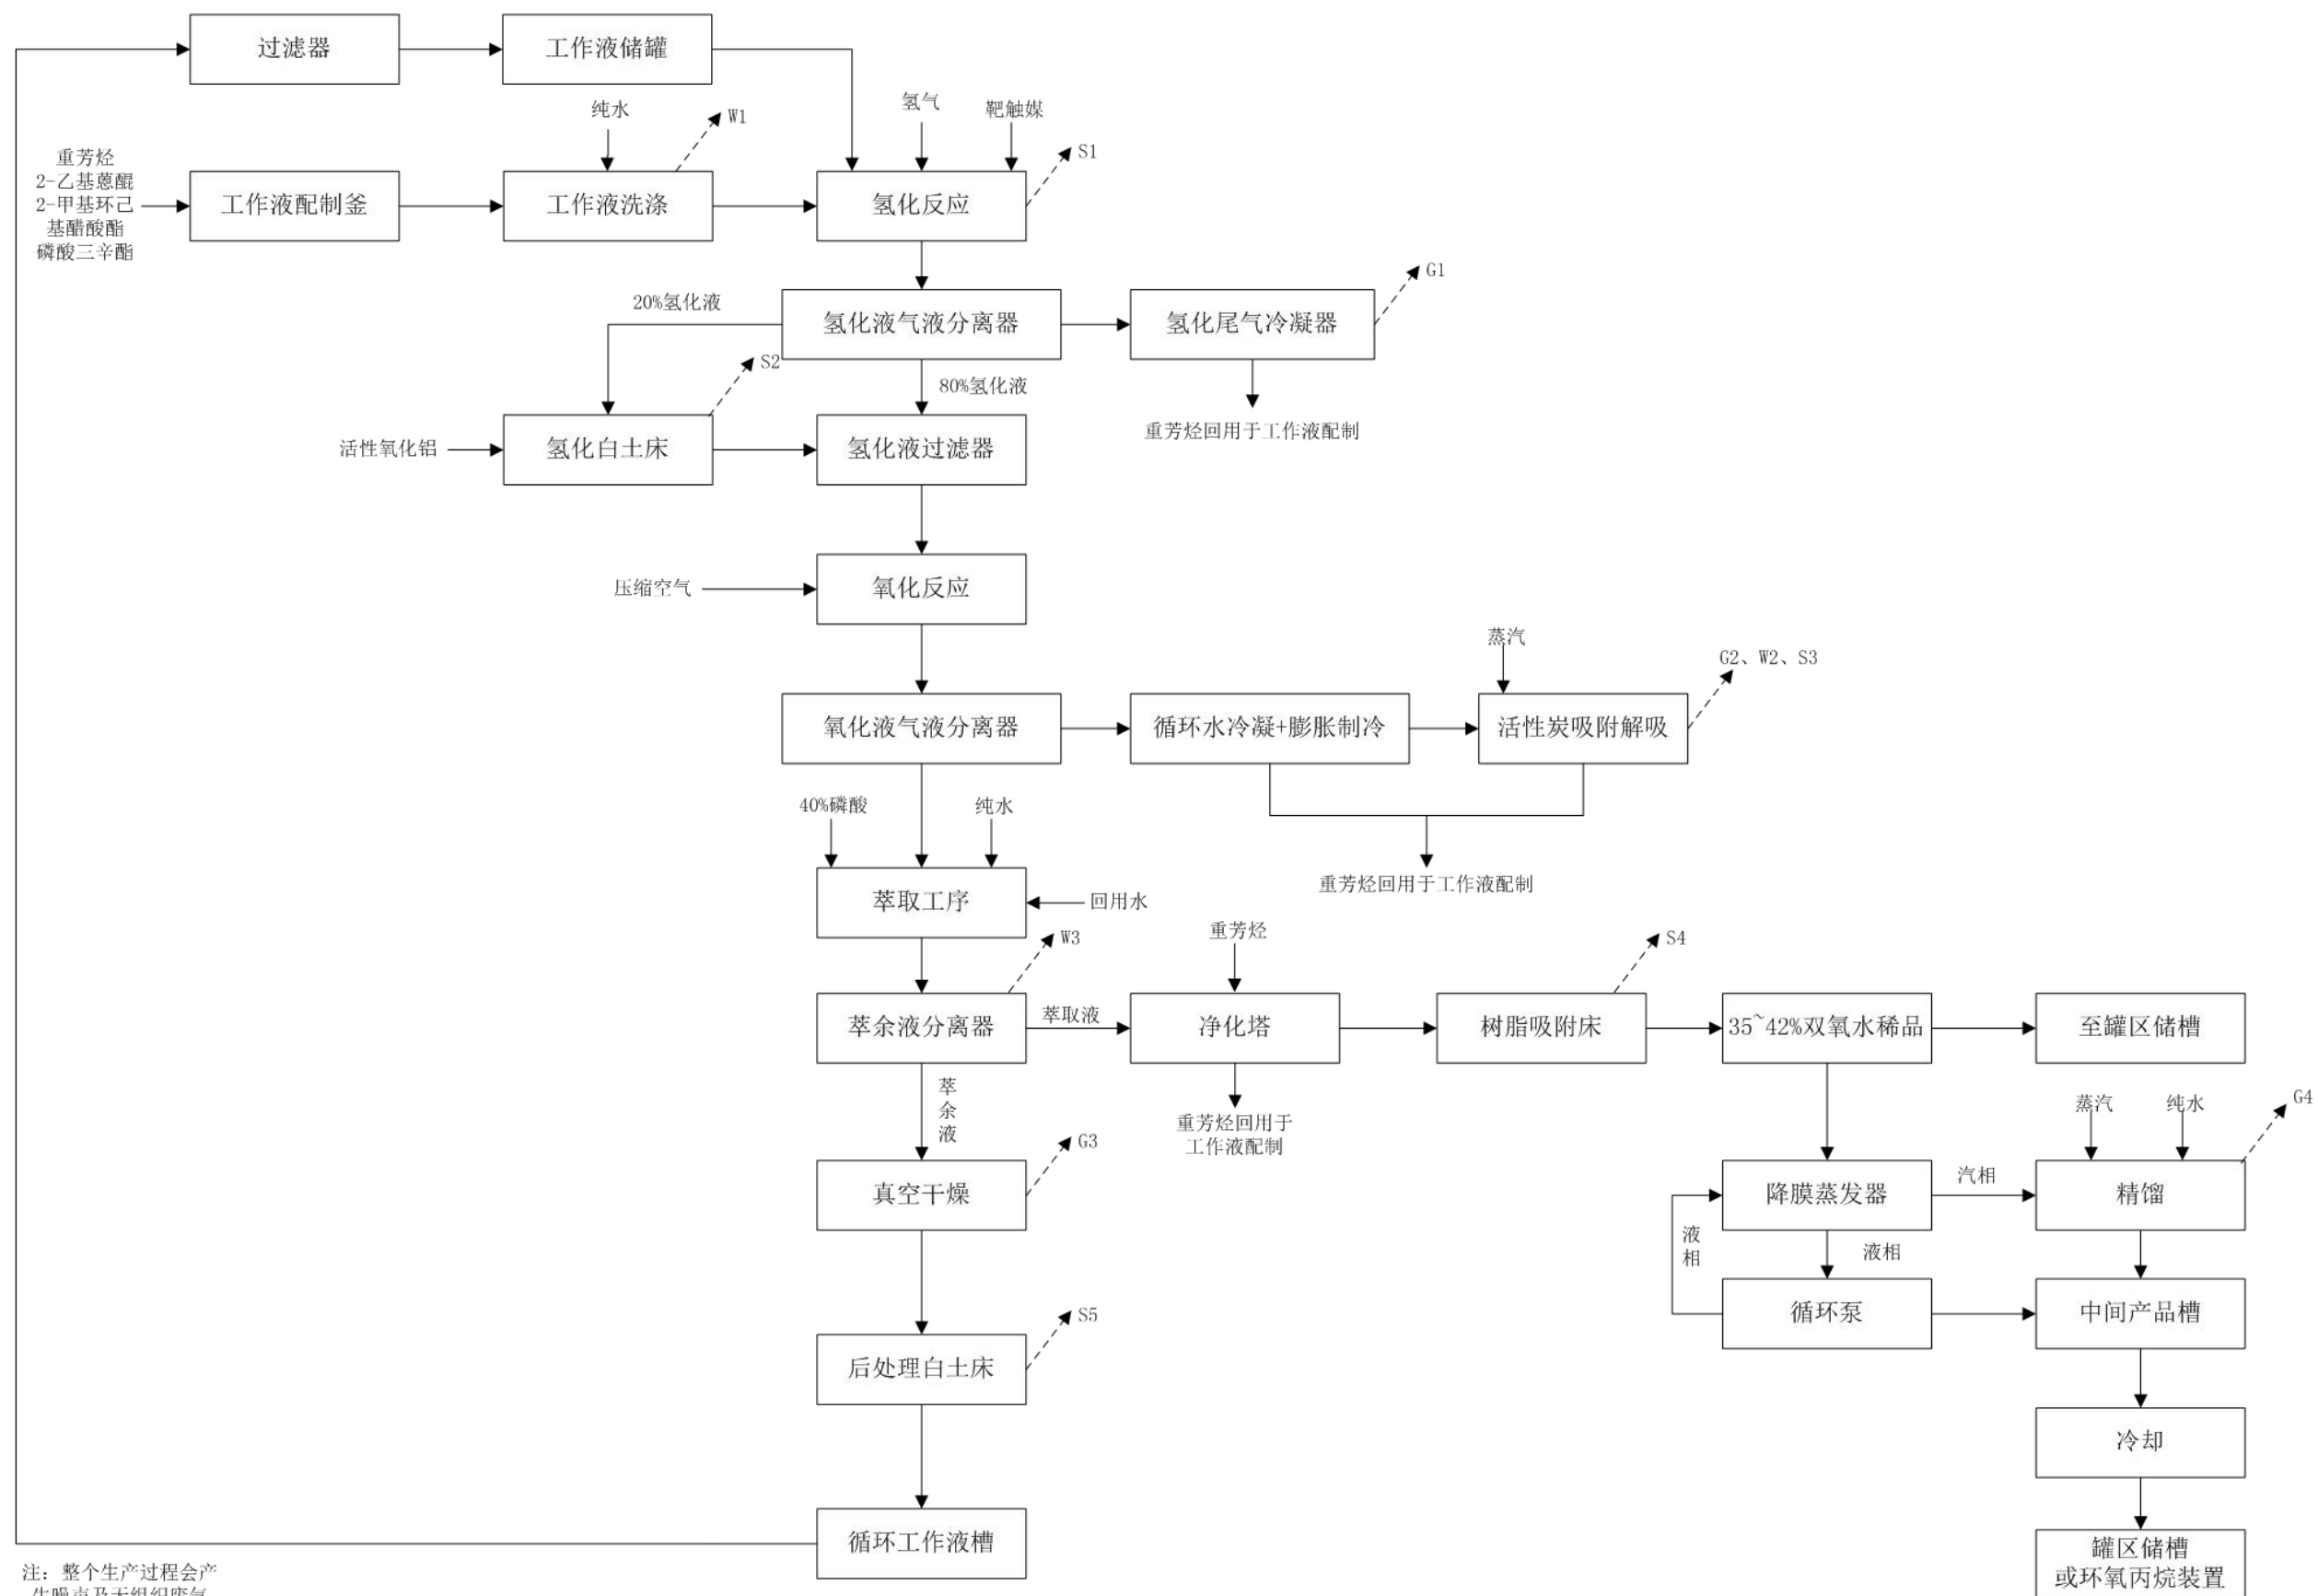 过滤器
工作液储罐
纯水
W1
氢气
靶触媒
S1
重芳烃
2-乙基蒽醌
2-甲基环己
基醋酸酯
磷酸三辛酯
工作液配制釜
工作液洗涤
氢化反应
G1
20%氢化液
氢化液气液分离器
氢化尾气冷凝器
S2
80%氢化液
重芳烃回用于工作液配制
活性氧化铝
氢化白土床
氢化液过滤器
压缩空气
氧化反应
蒸汽
G2、W2、S3
氧化液气液分离器
循环水冷凝+膨胀制冷
活性炭吸附解吸
40%磷酸
纯水
重芳烃回用于工作液配制
萃取工序
回用水
W3
重芳烃
S4
萃余液分离器
萃取液
净化塔
树脂吸附床
35~42%双氧水稀品
至罐区储槽
萃
余
液
重芳烃回用于
工作液配制
蒸汽
纯水
G4
G3
真空干燥
降膜蒸发器
汽相
精馏
液
相
液相
循环泵
中间产品槽
S5
后处理白土床
冷却
循环工作液槽
罐区储槽
或环氧丙烷装置
注：整个生产过程会产
生噪声及无组织废气